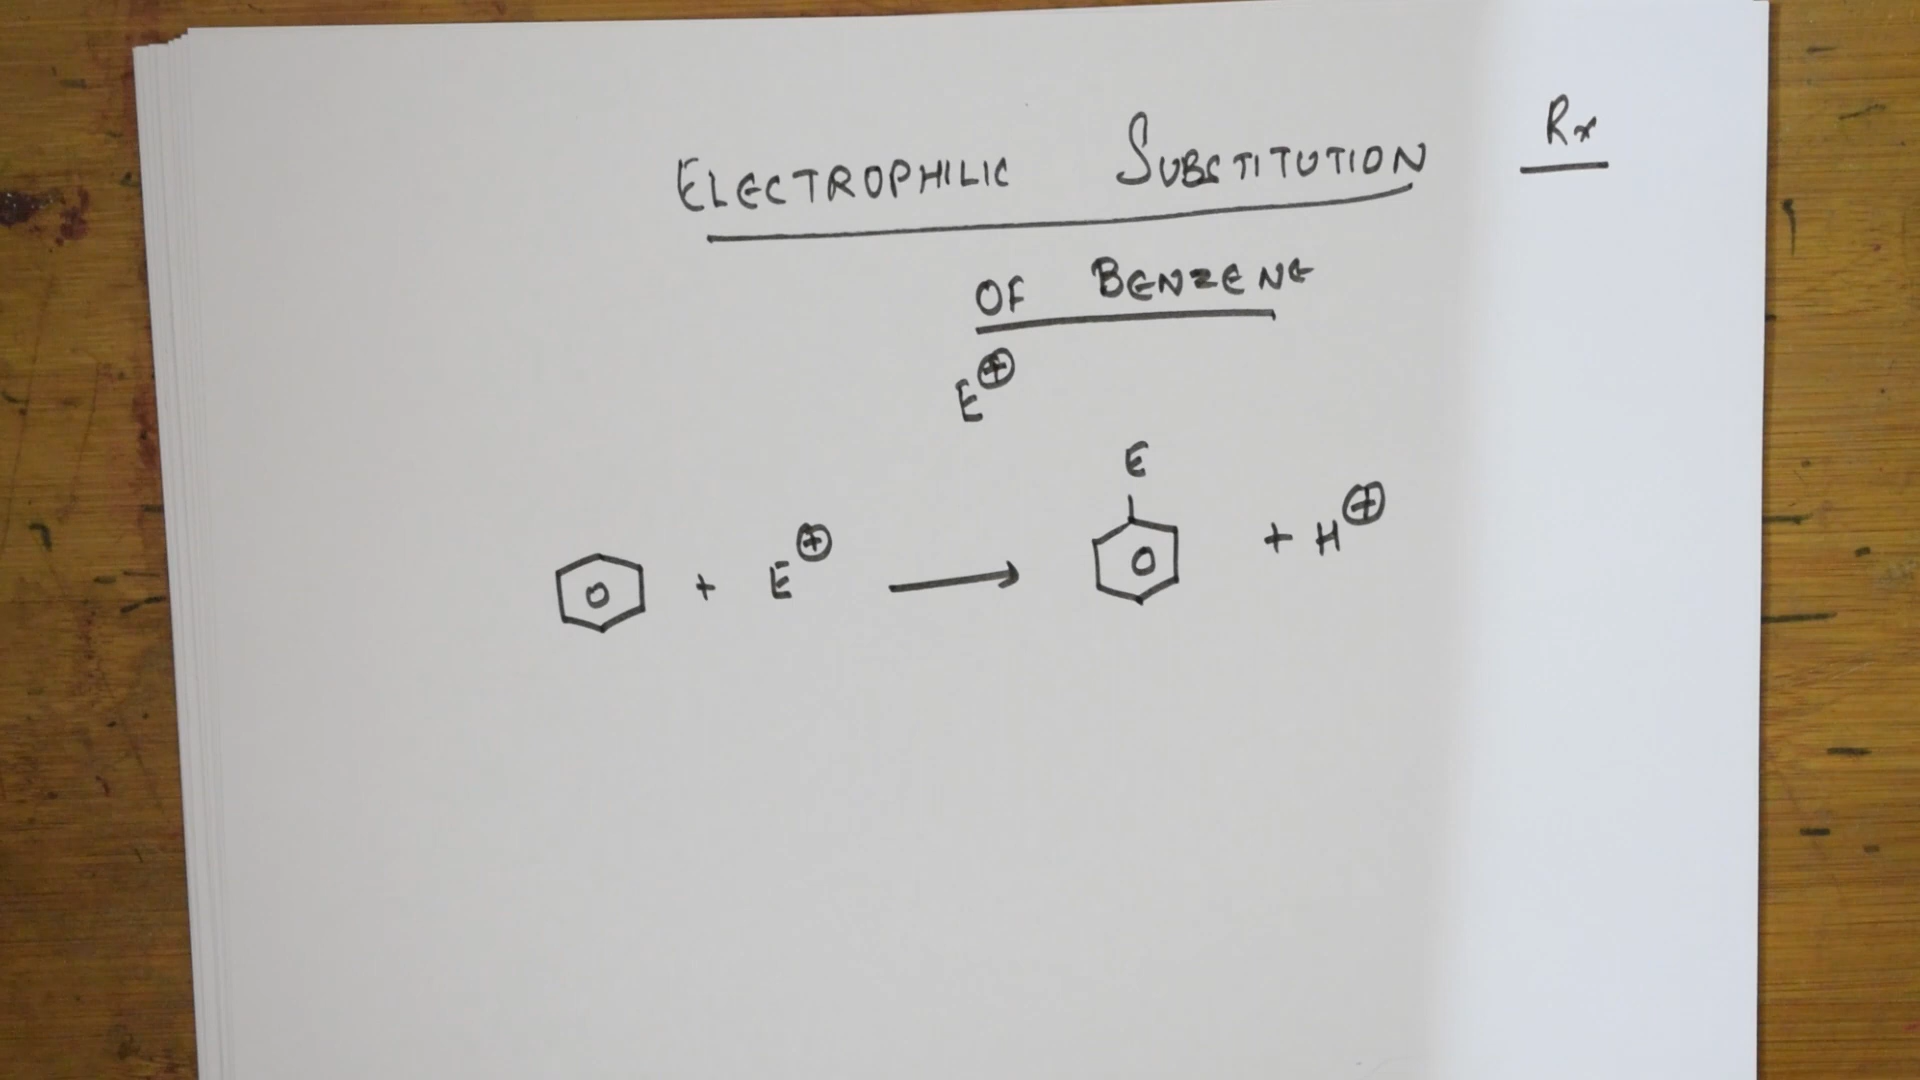 ELECTROPHILIC SUBSTITUTION Rx
OF BENZENE
E⊕
E
+ E⊕ → + H⊕